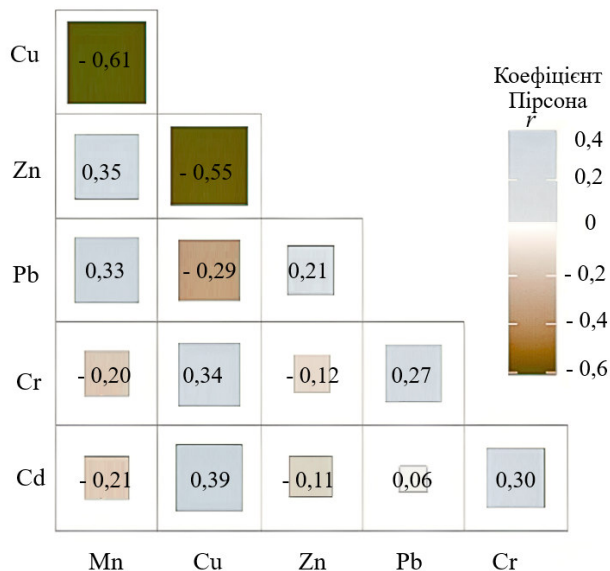 Cu
- 0,61
Коефіцієнт
Пірсона
r
0,4
Zn
0,35
- 0,55
0,2
0
Pb
0,33
- 0,29
0,21
- 0,2
- 0,4
Cr
- 0,20
0,34
- 0,12
0,27
- 0,6
Cd
- 0,21
0,39
- 0,11
0,06
0,30
Mn
Cu
Zn
Pb
Cr